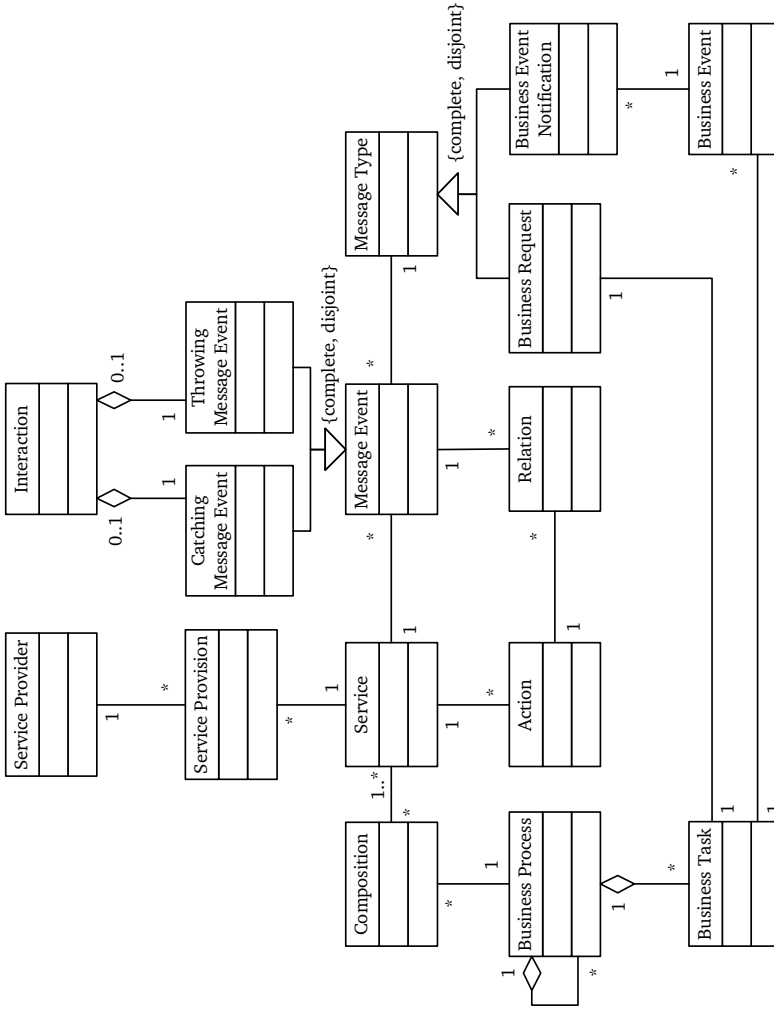 Service Provider
Interaction
1
0..1
0..1
*
1
1
Service Provision
Catching
Message Event
Throwing
Message Event
*
1
{complete, disjoint}
Composition
1..*
Service
*
Message Event
*
Message Type
*
1
1
*
1
1
{complete, disjoint}
1
*
*
1
Business Process
Action
*
Relation
Business Request
Business Event
Notification
*
1
1
1
*
*
1
Business Task
Business Event
1
*
1